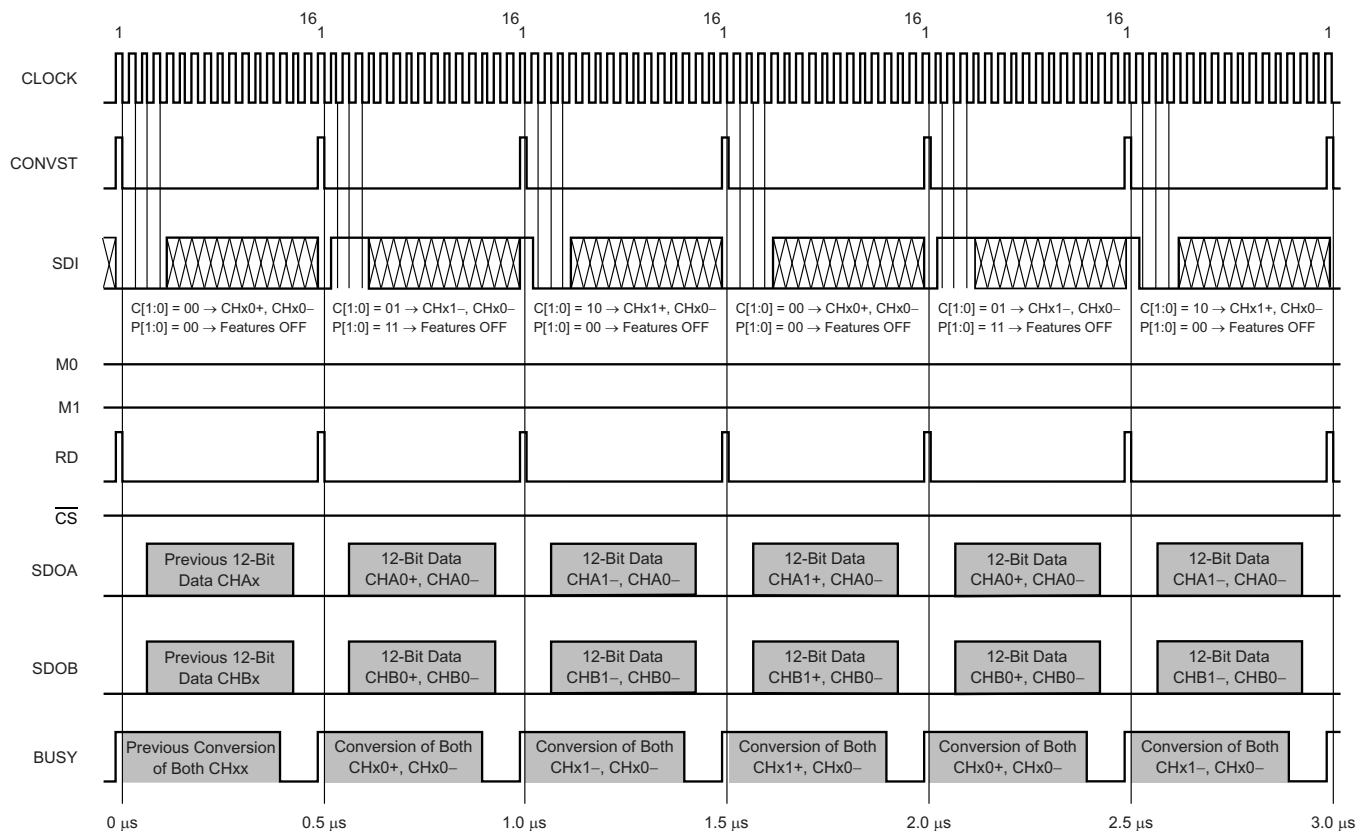 16 16 16 16 16
1 1 1 1 1 1 1
CLOCK
CONVST
SDI
C[1:0] = 00 → CHx0+, CHx0–
P[1:0] = 00 → Features OFF
C[1:0] = 01 → CHx1–, CHx0–
P[1:0] = 11 → Features OFF
C[1:0] = 10 → CHx1+, CHx0–
P[1:0] = 00 → Features OFF
C[1:0] = 00 → CHx0+, CHx0–
P[1:0] = 00 → Features OFF
C[1:0] = 01 → CHx1–, CHx0–
P[1:0] = 11 → Features OFF
C[1:0] = 10 → CHx1+, CHx0–
P[1:0] = 00 → Features OFF
M0
M1
RD
CS
SDOA
Previous 12-Bit
Data CHAx
12-Bit Data
CHA0+, CHA0–
12-Bit Data
CHA1–, CHA0–
12-Bit Data
CHA1+, CHA0–
12-Bit Data
CHA0+, CHA0–
12-Bit Data
CHA1–, CHA0–
SDOB
Previous 12-Bit
Data CHBx
12-Bit Data
CHB0+, CHB0–
12-Bit Data
CHB1–, CHB0–
12-Bit Data
CHB1+, CHB0–
12-Bit Data
CHB0+, CHB0–
12-Bit Data
CHB1–, CHB0–
BUSY
Previous Conversion
of Both CHxx
Conversion of Both
CHx0+, CHx0–
Conversion of Both
CHx1–, CHx0–
Conversion of Both
CHx1+, CHx0–
Conversion of Both
CHx0+, CHx0–
Conversion of Both
CHx1–, CHx0–
0 μs 0.5 μs 1.0 μs 1.5 μs 2.0 μs 2.5 μs 3.0 μs